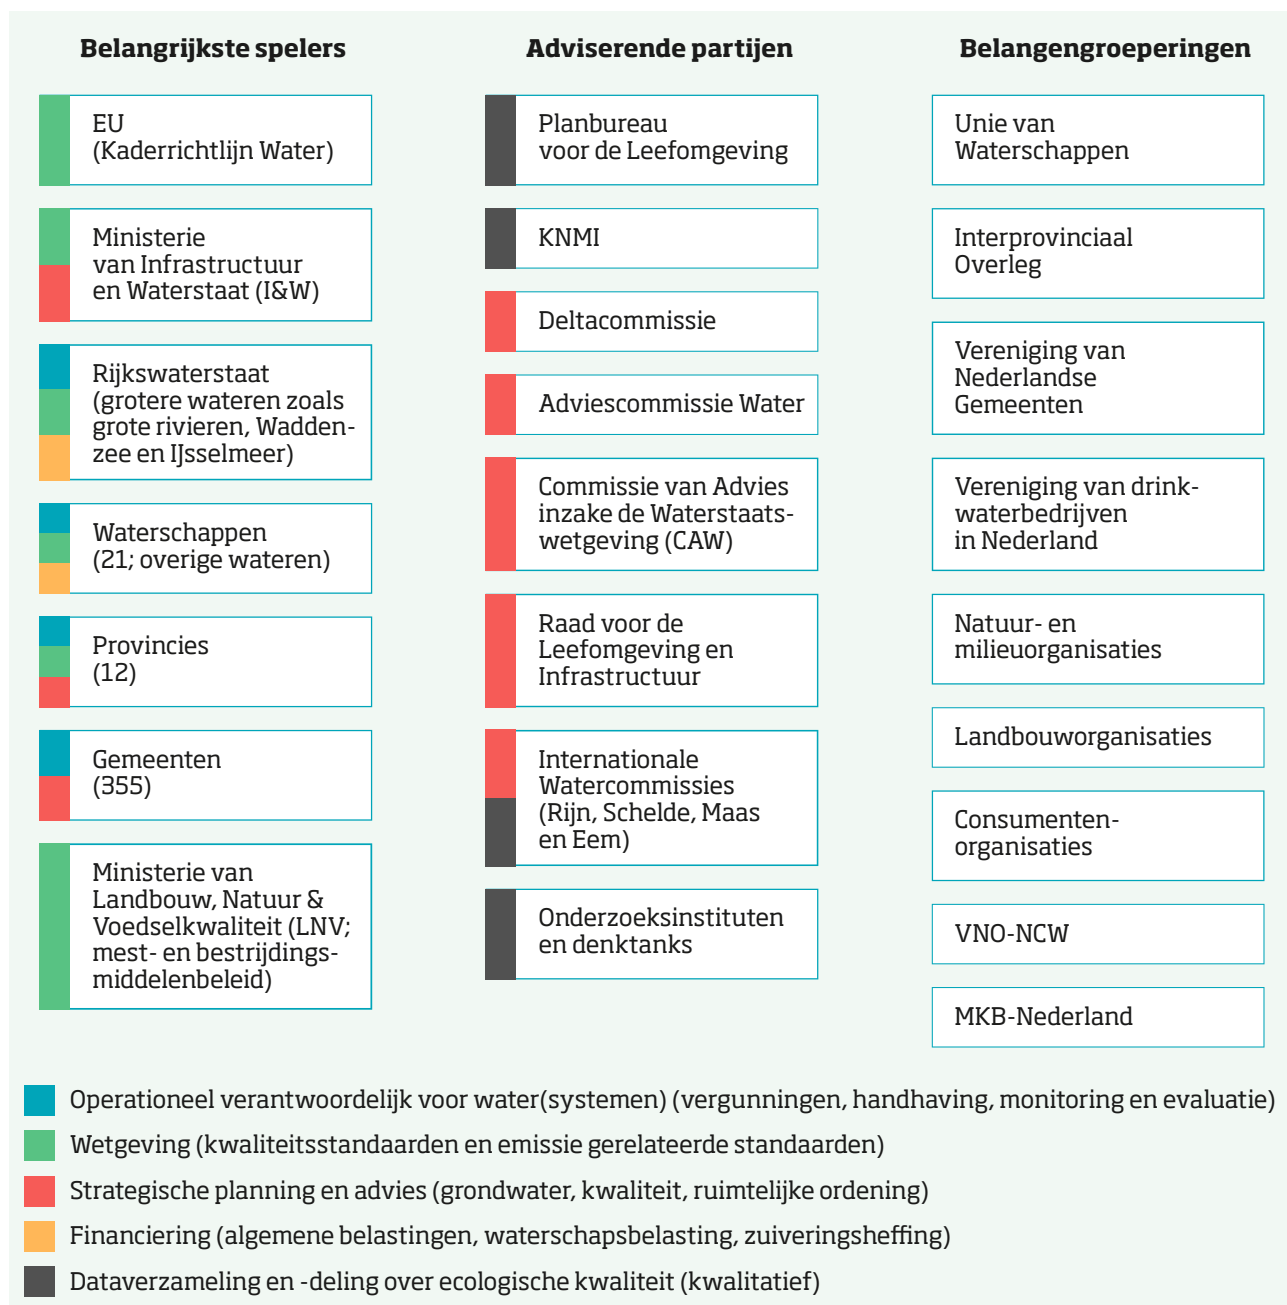 Belangrijkste spelers
EU
(Kaderrichtlijn Water)
Ministerie
van Infrastructuur
en Waterstaat (I&W)
Rijkswaterstaat
(grotere wateren zoals
grote rivieren, Wadden-
zee en IJsselmeer)
Waterschappen
(21; overige wateren)
Provincies
(12)
Gemeenten
(355)
Ministerie van
Landbouw, Natuur &
Voedselkwaliteit (LNV;
mest- en bestrijdings-
middelenbeleid)
Adviserende partijen
Planbureau
voor de Leefomgeving
KNMI
Deltacommissie
Adviescommissie Water
Commissie van Advies
inzake de Waterstaats-
wetgeving (CAW)
Raad voor de
Leefomgeving en
Infrastructuur
Internationale
Watercommissies
(Rijn, Schelde, Maas
en Eem)
Onderzoeksinstituten
en denktanks
Belangengroeperingen
Unie van
Waterschappen
Interprovinciaal
Overleg
Vereniging van
Nederlandse
Gemeenten
Vereniging van drink-
waterbedrijven
in Nederland
Natuur- en
milieuorganisaties
Landbouworganisaties
Consumenten-
organisaties
VNO-NCW
MKB-Nederland
Operationeel verantwoordelijk voor water(systemen) (vergunningen, handhaving, monitoring en evaluatie)
Wetgeving (kwaliteitsstandaarden en emissie gerelateerde standaarden)
Strategische planning en advies (grondwater, kwaliteit, ruimtelijke ordening)
Financiering (algemene belastingen, waterschapsbelasting, zuiveringsheffing)
Dataverzameling en -deling over ecologische kwaliteit (kwalitatief)